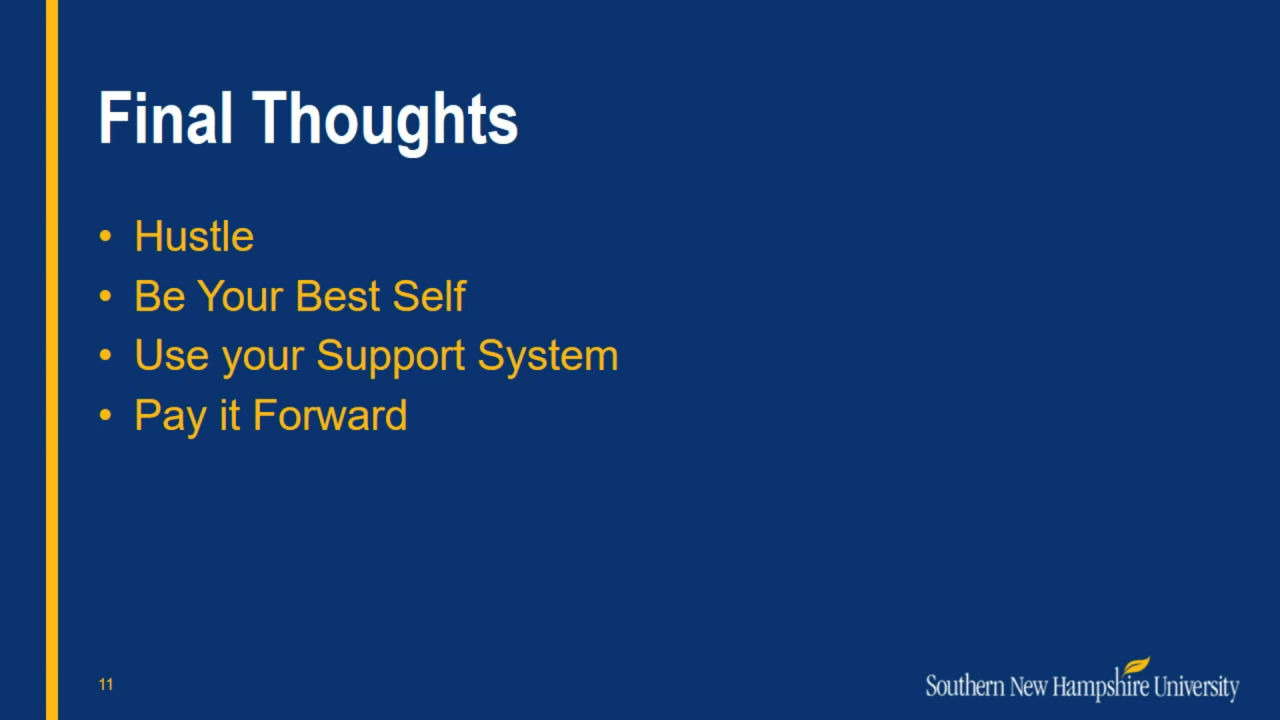 Final Thoughts
• Hustle
• Be Your Best Self
• Use your Support System
• Pay it Forward
11
Southern New Hampshire University